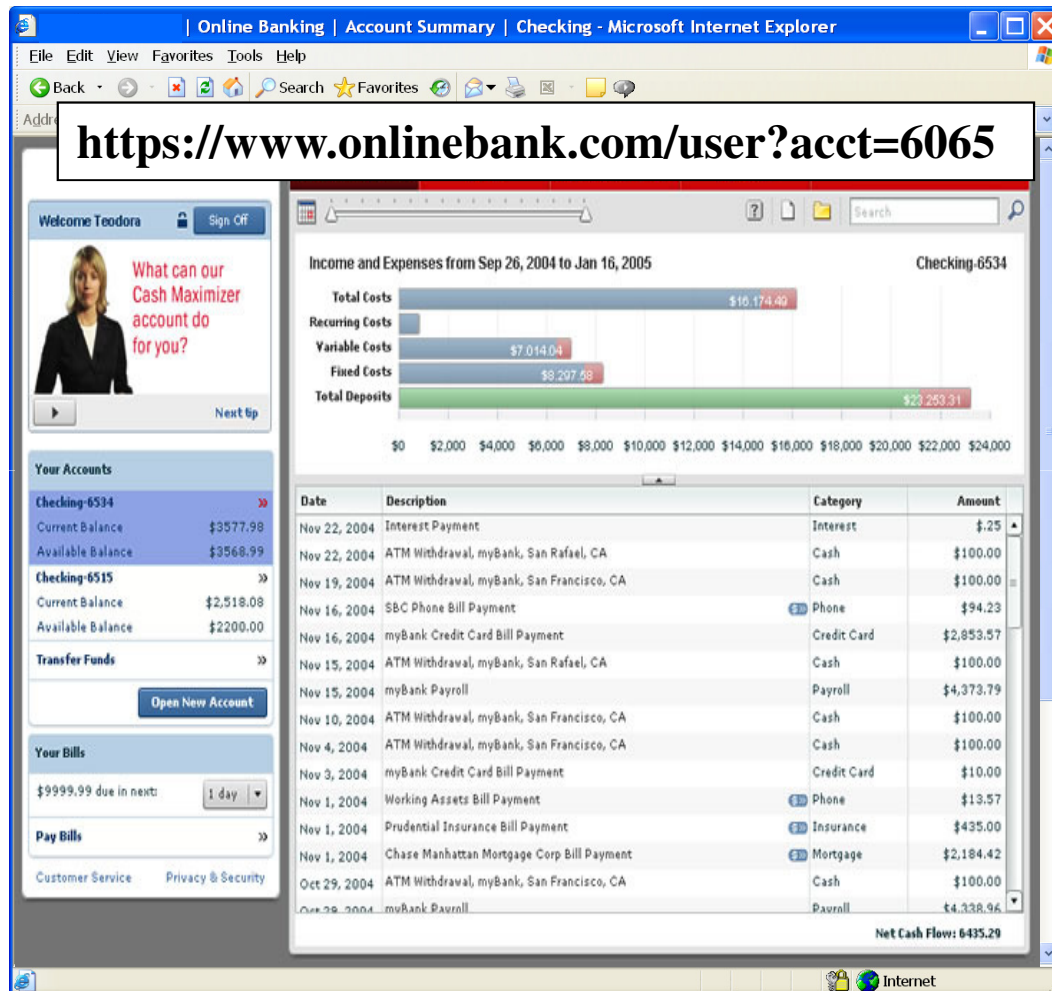 | Online Banking | Account Summary | Checking - Microsoft Internet Explorer
File Edit View Favorites Tools Help
Back Search Favorites
Addre
https://www.onlinebank.com/user?acct=6065
Welcome Teodora Sign Off
What can our
Cash Maximizer
account do
for you?
Next tip
Your Accounts
Checking-6534 »
Current Balance $3577.98
Available Balance $3568.99
Checking-6515 »
Current Balance $2,518.08
Available Balance $2200.00
Transfer Funds »
Open New Account
Your Bills
$9999.99 due in next: 1 day
Pay Bills »
Customer Service Privacy & Security
? Search
Income and Expenses from Sep 26, 2004 to Jan 16, 2005 Checking-6534
Total Costs $16,174.49
Recurring Costs
Variable Costs $7,014.04
Fixed Costs $8,297.58
Total Deposits $23,253.31
$0 $2,000 $4,000 $6,000 $8,000 $10,000 $12,000 $14,000 $16,000 $18,000 $20,000 $22,000 $24,000
Date Description Category Amount
Nov 22, 2004 Interest Payment Interest $.25
Nov 22, 2004 ATM Withdrawal, myBank, San Rafael, CA Cash $100.00
Nov 19, 2004 ATM Withdrawal, myBank, San Francisco, CA Cash $100.00
Nov 16, 2004 SBC Phone Bill Payment Phone $94.23
Nov 16, 2004 myBank Credit Card Bill Payment Credit Card $2,853.57
Nov 15, 2004 ATM Withdrawal, myBank, San Rafael, CA Cash $100.00
Nov 15, 2004 myBank Payroll Payroll $4,373.79
Nov 10, 2004 ATM Withdrawal, myBank, San Francisco, CA Cash $100.00
Nov 4, 2004 ATM Withdrawal, myBank, San Francisco, CA Cash $100.00
Nov 3, 2004 myBank Credit Card Bill Payment Credit Card $10.00
Nov 1, 2004 Working Assets Bill Payment Phone $13.57
Nov 1, 2004 Prudential Insurance Bill Payment Insurance $435.00
Nov 1, 2004 Chase Manhattan Mortgage Corp Bill Payment Mortgage $2,184.42
Oct 29, 2004 ATM Withdrawal, myBank, San Francisco, CA Cash $100.00
Oct 29, 2004 myBank Payroll Payroll $4,338.96
Net Cash Flow: 6435.29
Internet